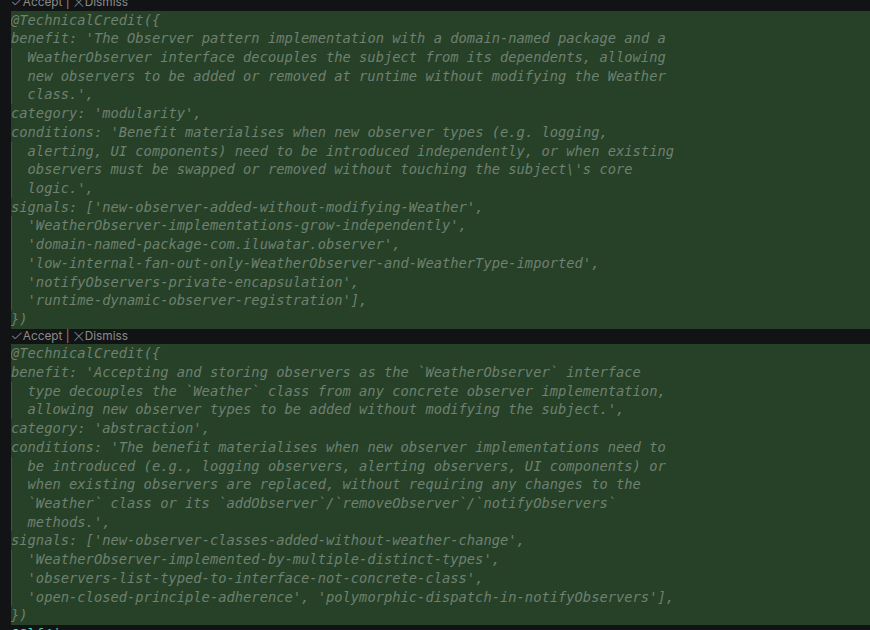 ✓Accept | ✕Dismiss
@TechnicalCredit({
benefit: 'The Observer pattern implementation with a domain-named package and a
WeatherObserver interface decouples the subject from its dependents, allowing
new observers to be added or removed at runtime without modifying the Weather
class.',
category: 'modularity',
conditions: 'Benefit materialises when new observer types (e.g. logging,
alerting, UI components) need to be introduced independently, or when existing
observers must be swapped or removed without touching the subject\'s core
logic.',
signals: ['new-observer-added-without-modifying-Weather',
'WeatherObserver-implementations-grow-independently',
'domain-named-package-com.iluwatar.observer',
'low-internal-fan-out-only-WeatherObserver-and-WeatherType-imported',
'notifyObservers-private-encapsulation',
'runtime-dynamic-observer-registration'],
})
✓Accept | ✕Dismiss
@TechnicalCredit({
benefit: 'Accepting and storing observers as the `WeatherObserver` interface
type decouples the `Weather` class from any concrete observer implementation,
allowing new observer types to be added without modifying the subject.',
category: 'abstraction',
conditions: 'The benefit materialises when new observer implementations need to
be introduced (e.g., logging observers, alerting observers, UI components) or
when existing observers are replaced, without requiring any changes to the
`Weather` class or its `addObserver`/`removeObserver`/`notifyObservers`
methods.',
signals: ['new-observer-classes-added-without-weather-change',
'WeatherObserver-implemented-by-multiple-distinct-types',
'observers-list-typed-to-interface-not-concrete-class',
'open-closed-principle-adherence', 'polymorphic-dispatch-in-notifyObservers'],
})